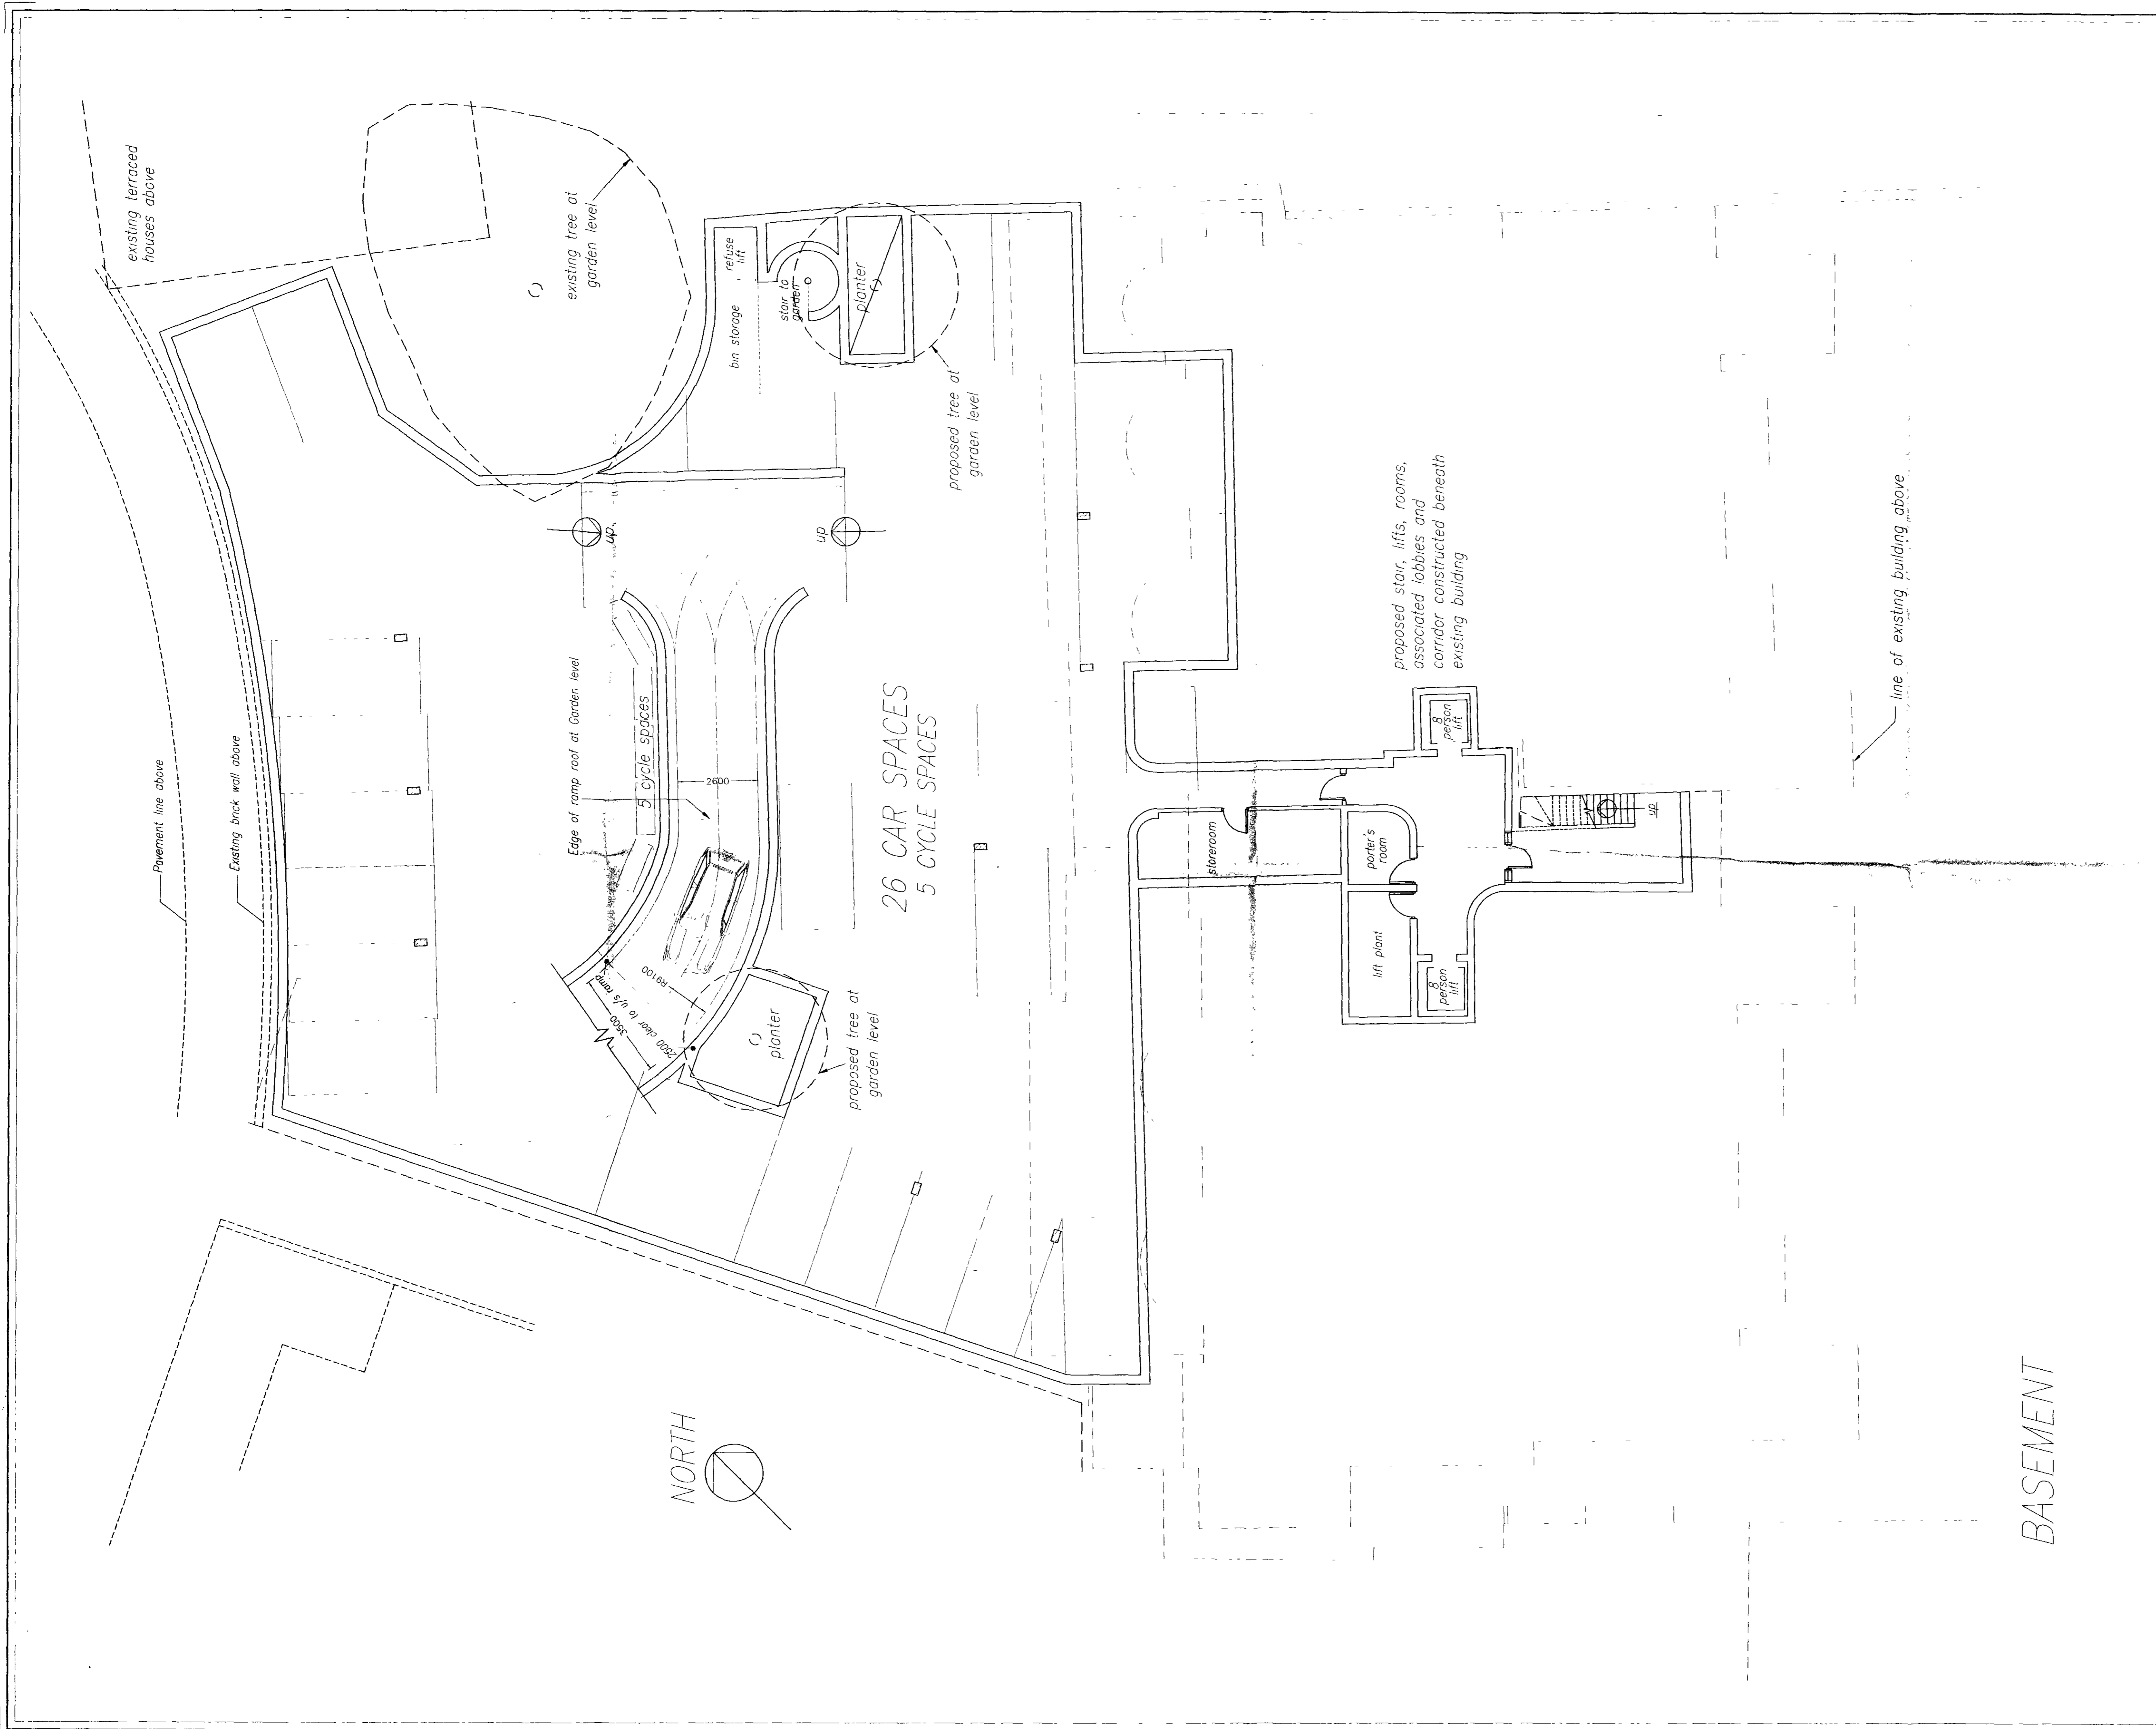 existing terraced
houses above
Pavement line above
Existing brick wall above
existing tree at
garden level
Edge of ramp roof at Garden level
5 cycle spaces
2600
up
up
bin storage
refuse
lift
stair to
garden
planter
proposed tree at
garden level
26 CAR SPACES
5 CYCLE SPACES
3500
2500 clear to u/s ramp
R9100
planter
proposed tree at
garden level
NORTH
storeroom
porter's
room
lift plant
8
person
lift
8
person
lift
up
proposed stair, lifts, rooms,
associated lobbies and
corridor constructed beneath
existing building
line of existing building above
BASEMENT